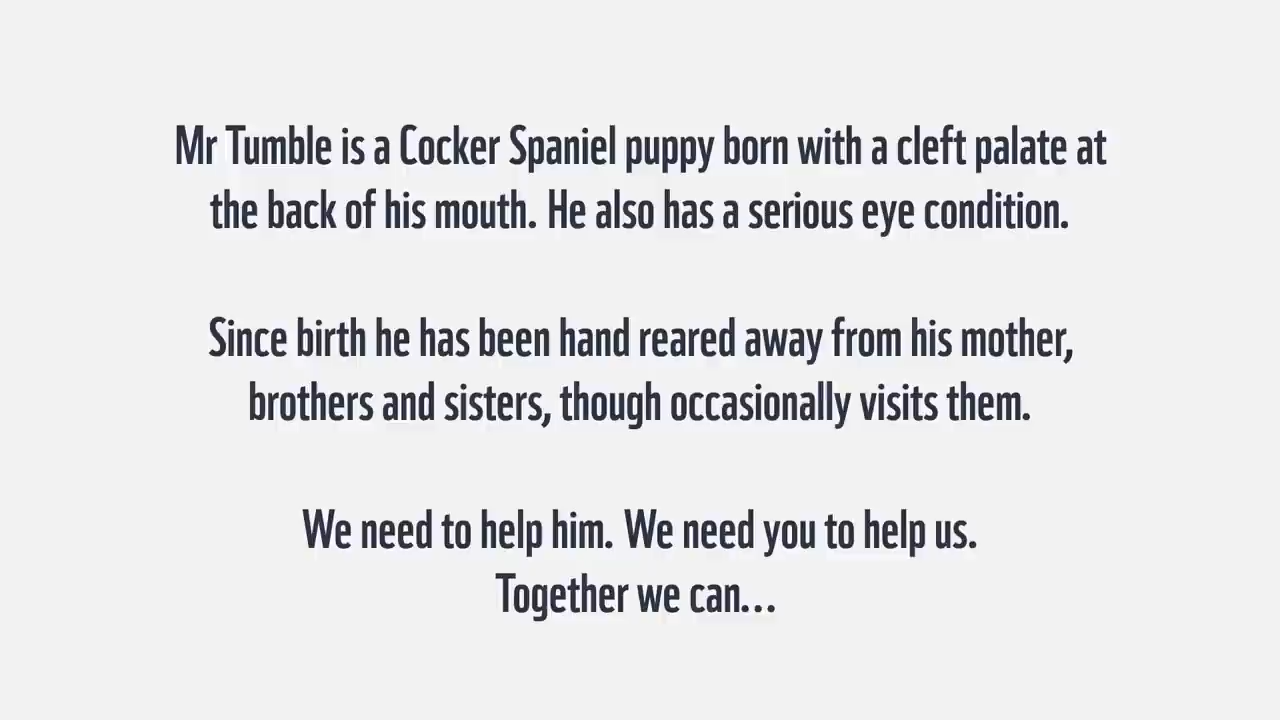 Mr Tumble is a Cocker Spaniel puppy born with a cleft palate at
the back of his mouth. He also has a serious eye condition.
Since birth he has been hand reared away from his mother,
brothers and sisters, though occasionally visits them.
We need to help him. We need you to help us.
Together we can...